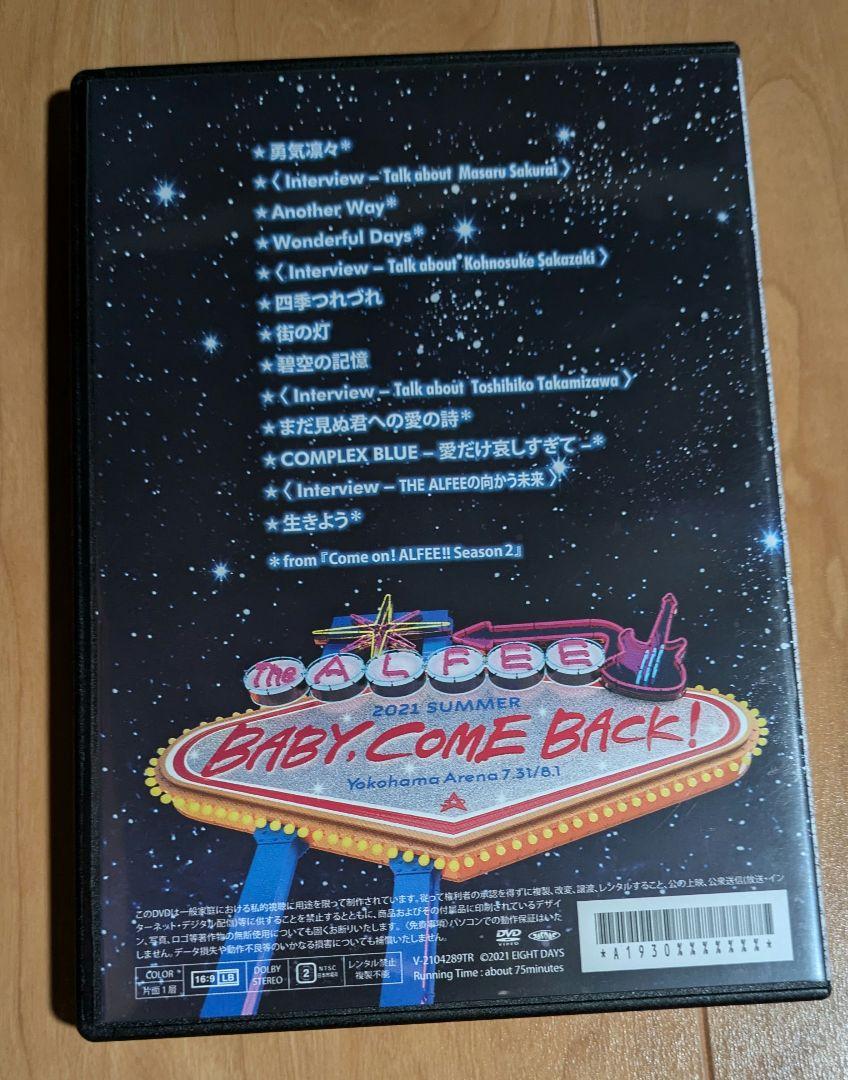 ★勇気凛々*
★〈 Interview – Talk about Masaru Sakurai 〉
★Another Way*
★Wonderful Days*
★〈 Interview – Talk about Kohnosuke Sakazaki 〉
★四季つれづれ
★街の灯
★碧空の記憶
★〈 Interview – Talk about Toshihiko Takamizawa 〉
★まだ見ぬ君への愛の詩*
★COMPLEX BLUE – 愛だけ哀しすぎて –*
★〈 Interview – THE ALFEEの向かう未来 〉
★生きよう*
*from『Come on! ALFEE!! Season 2』
The ALFEE
2021 SUMMER
BABY, COME BACK!
Yokohama Arena 7.31/8.1
このDVDは一般家庭における私的視聴に用途を限って制作されています。従って権利者の承認を得ずに複製、改変、譲渡、レンタルすること、公の上映、公衆送信(放送・イン
ターネット・デジタル配信)等に供することを禁止するとともに、商品およびその付属品に印刷されているデザイ
ン、写真、ロゴ等著作物の無断使用についても固くお断りいたします。〈免責事項〉パソコンでの動作保証はいた
しません。データ損失や動作不良等のいかなる損害についても補償いたしません。
COLOR
片面1層
16:9 LB
DOLBY
STEREO
2 NTSC
日本市場向
レンタル禁止
複製不能
DVD
VIDEO
V-2104289TR ©2021 EIGHT DAYS
Running Time : about 75minutes
*A1930%%%%%%%*